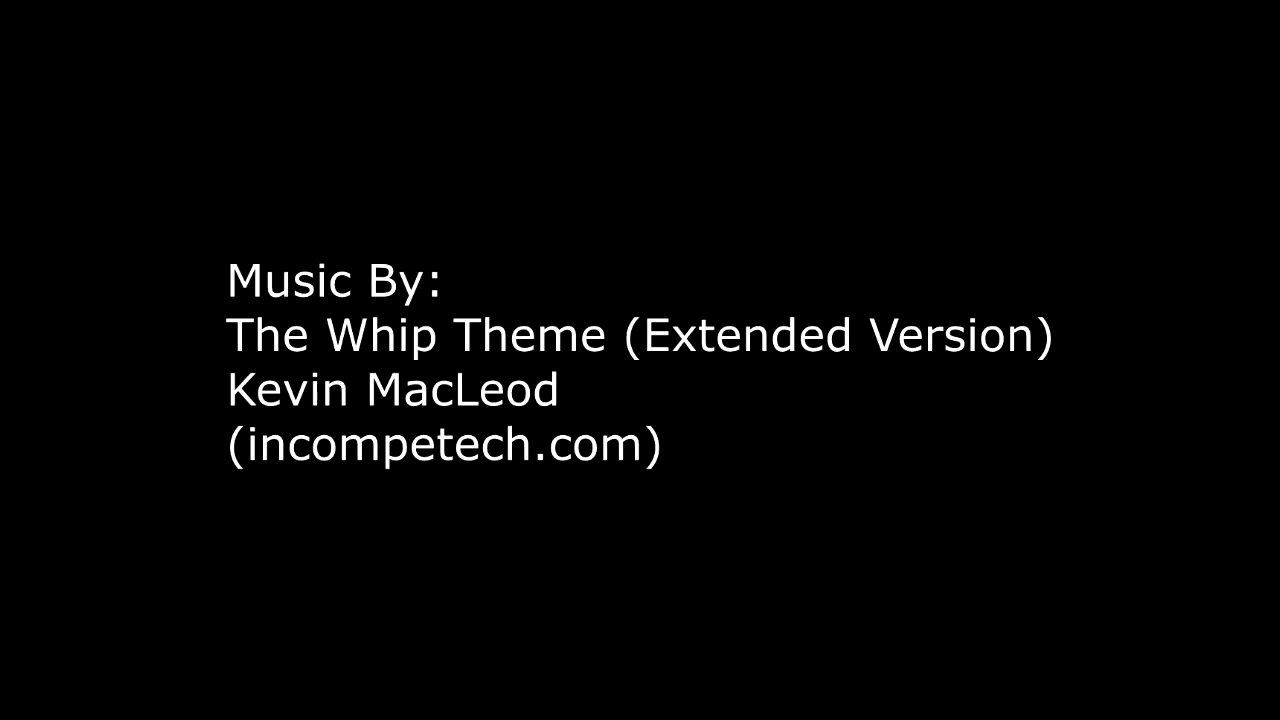 Music By:
The Whip Theme (Extended Version)
Kevin MacLeod
(incompetech.com)